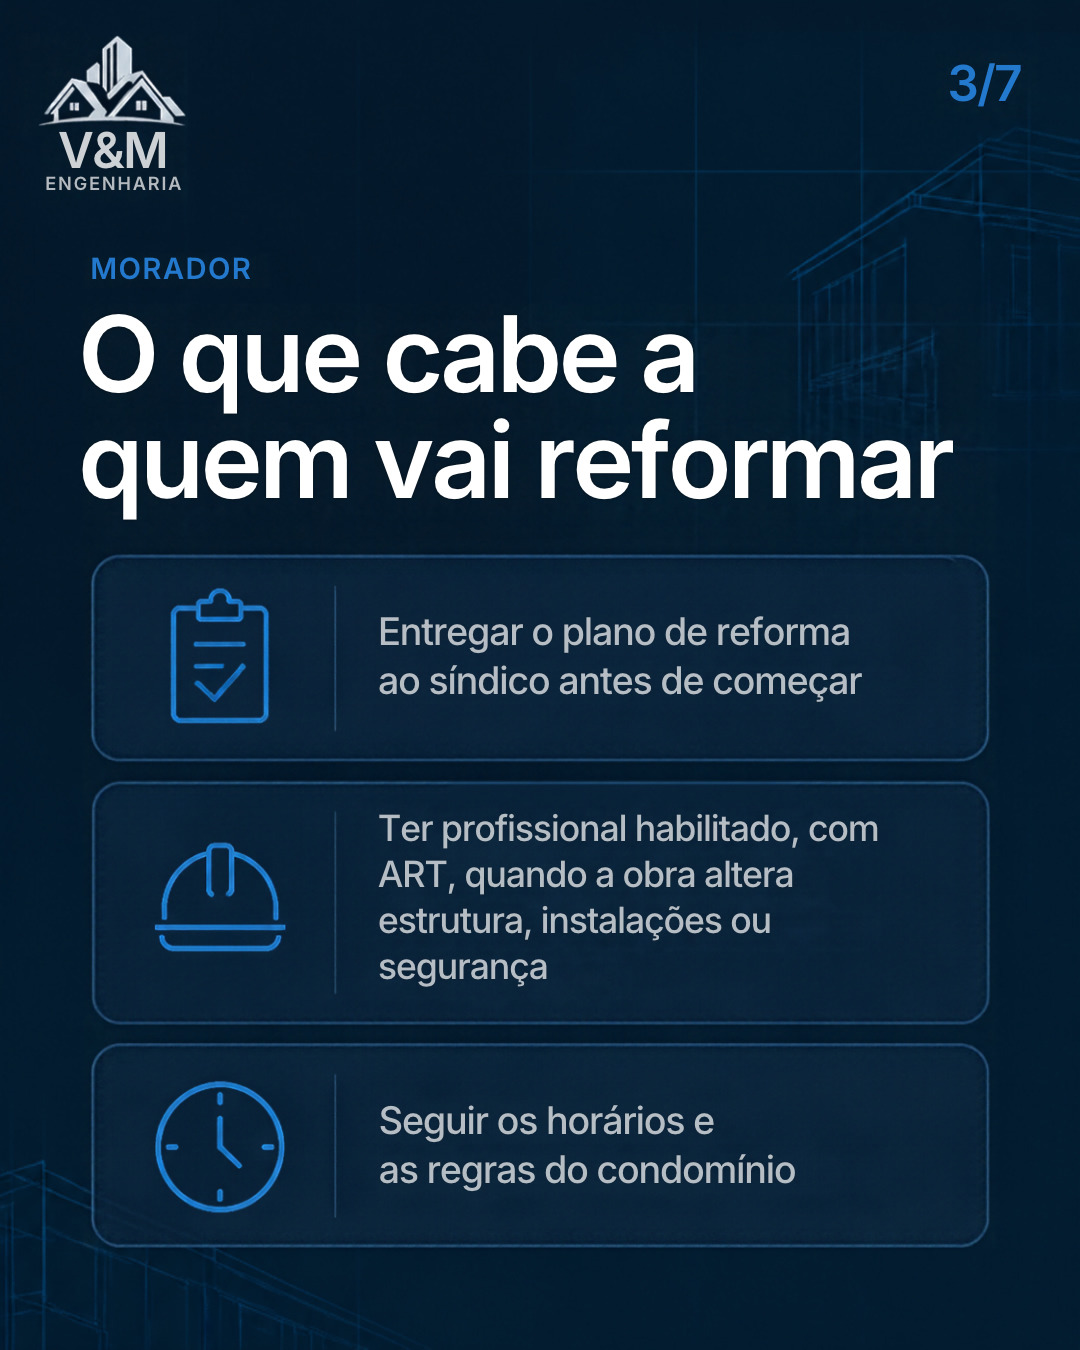 V&M
ENGENHARIA
3/7
MORADOR
O que cabe a
quem vai reformar
Entregar o plano de reforma
ao síndico antes de começar
Ter profissional habilitado, com
ART, quando a obra altera
estrutura, instalações ou
segurança
Seguir os horários e
as regras do condomínio